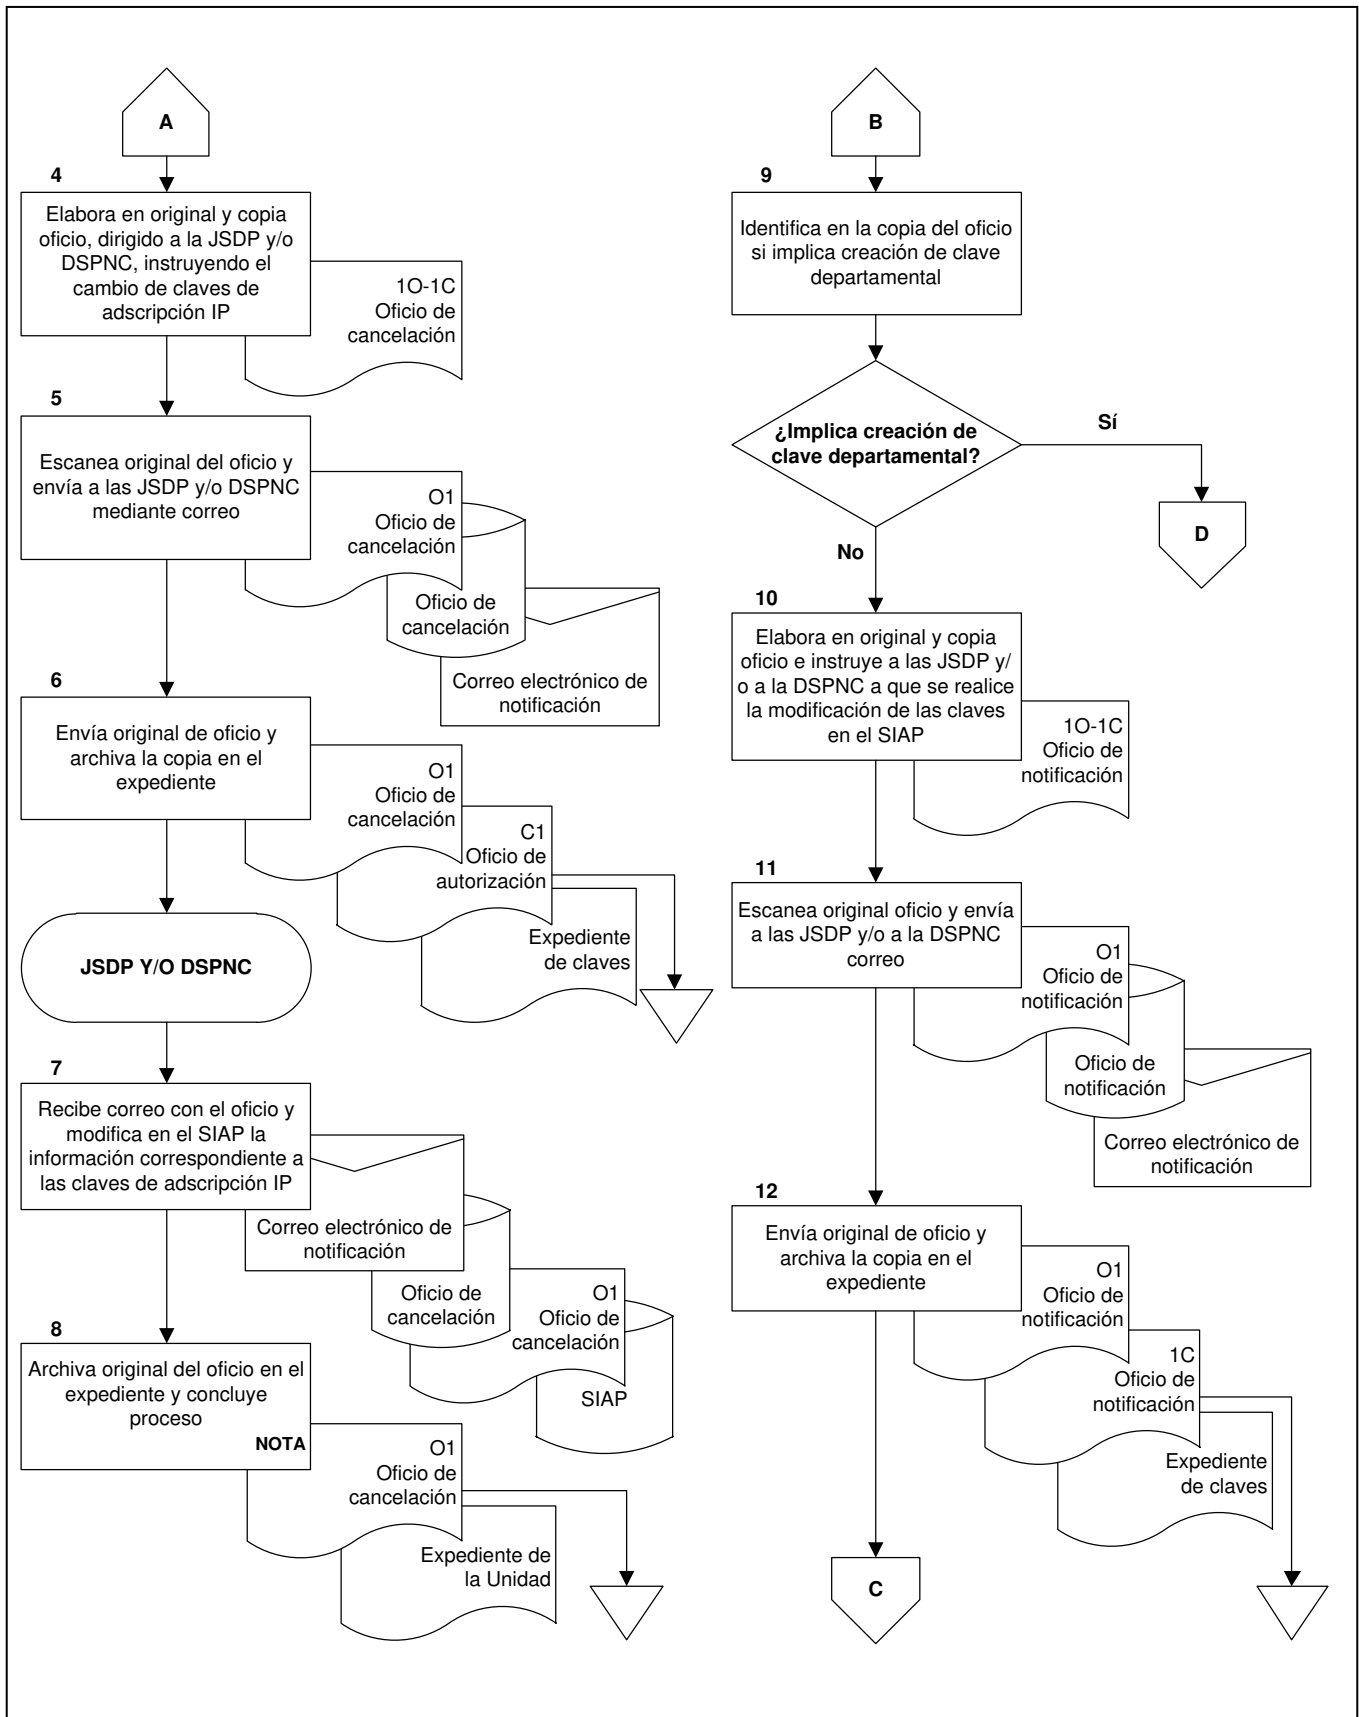 A
4
Elabora en original y copia
oficio, dirigido a la JSDP y/o
DSPNC, instruyendo el
cambio de claves de
adscripción IP
1O-1C
Oficio de
cancelación
5
Escanea original del oficio y
envía a las JSDP y/o DSPNC
mediante correo
O1
Oficio de
cancelación
Oficio de
cancelación
Correo electrónico de
notificación
6
Envía original de oficio y
archiva la copia en el
expediente
O1
Oficio de
cancelación
C1
Oficio de
autorización
Expediente
de claves
JSDP Y/O DSPNC
7
Recibe correo con el oficio y
modifica en el SIAP la
información correspondiente a
las claves de adscripción IP
Correo electrónico de
notificación
Oficio de
cancelación
O1
Oficio de
cancelación
SIAP
8
Archiva original del oficio en el
expediente y concluye
proceso
NOTA
O1
Oficio de
cancelación
Expediente de
la Unidad
B
9
Identifica en la copia del oficio
si implica creación de clave
departamental
¿Implica creación de
clave departamental?
Sí
D
No
10
Elabora en original y copia
oficio e instruye a las JSDP y/
o a la DSPNC a que se realice
la modificación de las claves
en el SIAP
1O-1C
Oficio de
notificación
11
Escanea original oficio y envía
a las JSDP y/o a la DSPNC
correo
O1
Oficio de
notificación
Oficio de
notificación
Correo electrónico de
notificación
12
Envía original de oficio y
archiva la copia en el
expediente
O1
Oficio de
notificación
1C
Oficio de
notificación
Expediente
de claves
C